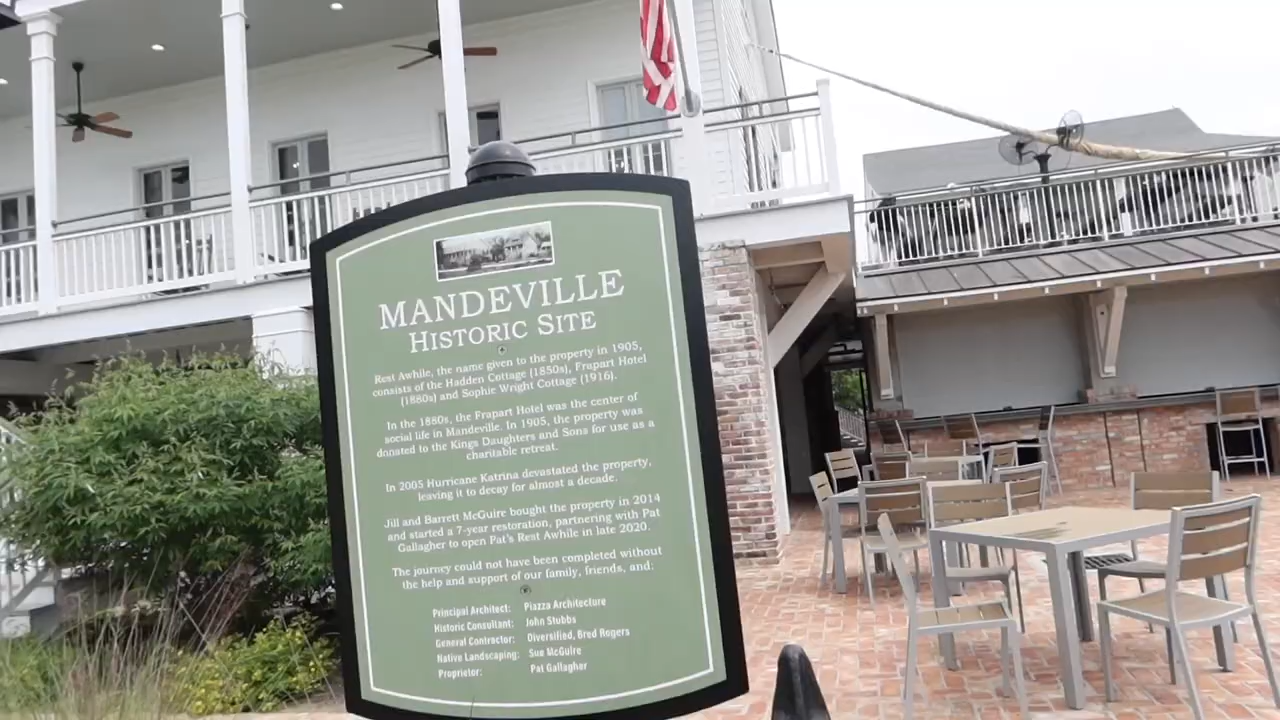 MANDEVILLE
HISTORIC SITE
Rest Awhile, the name given to the property in 1905,
consists of the Hadden Cottage (1850s), Frapart Hotel
(1880s) and Sophie Wright Cottage (1916).
In the 1880s, the Frapart Hotel was the center of
social life in Mandeville. In 1905, the property was
donated to the Kings Daughters and Sons for use as a
charitable retreat.
In 2005 Hurricane Katrina devastated the property,
leaving it to decay for almost a decade.
Jill and Barrett McGuire bought the property in 2014
and started a 7-year restoration, partnering with Pat
Gallagher to open Pat's Rest Awhile in late 2020.
The journey could not have been completed without
the help and support of our family, friends, and:
Principal Architect: Piazza Architecture
Historic Consultant: John Stubbs
General Contractor: Diversified, Bred Rogers
Native Landscaping: Sue McGuire
Proprietor: Pat Gallagher